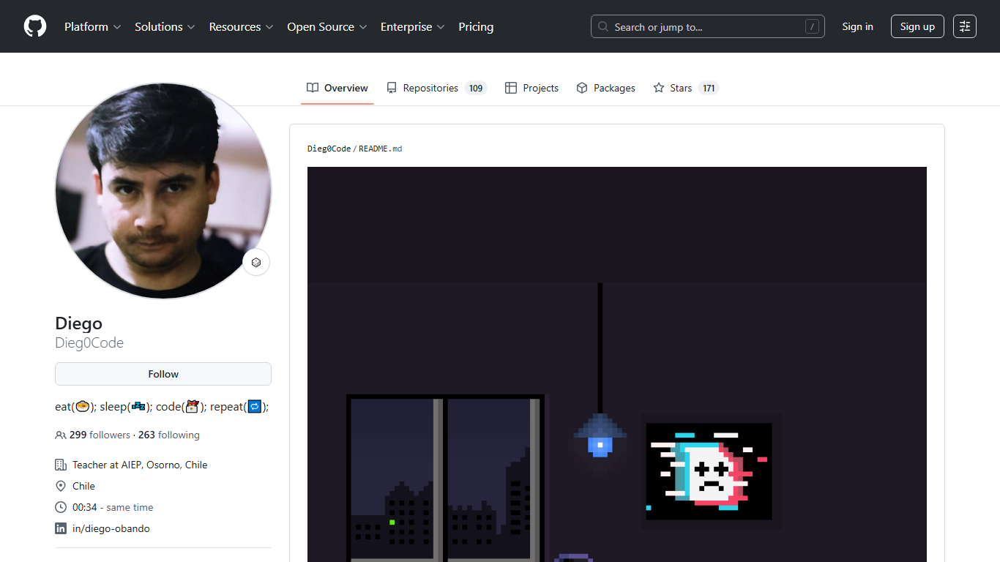 Platform Solutions Resources Open Source Enterprise Pricing Search or jump to... / Sign in Sign up
Overview Repositories 109 Projects Packages Stars 171
Dieg0Code / README.md
Diego
Dieg0Code
Follow
eat(🍲); sleep(💤); code(🐱‍👤); repeat(🔁);
299 followers · 263 following
Teacher at AIEP, Osorno, Chile
Chile
00:34 - same time
in/diego-obando